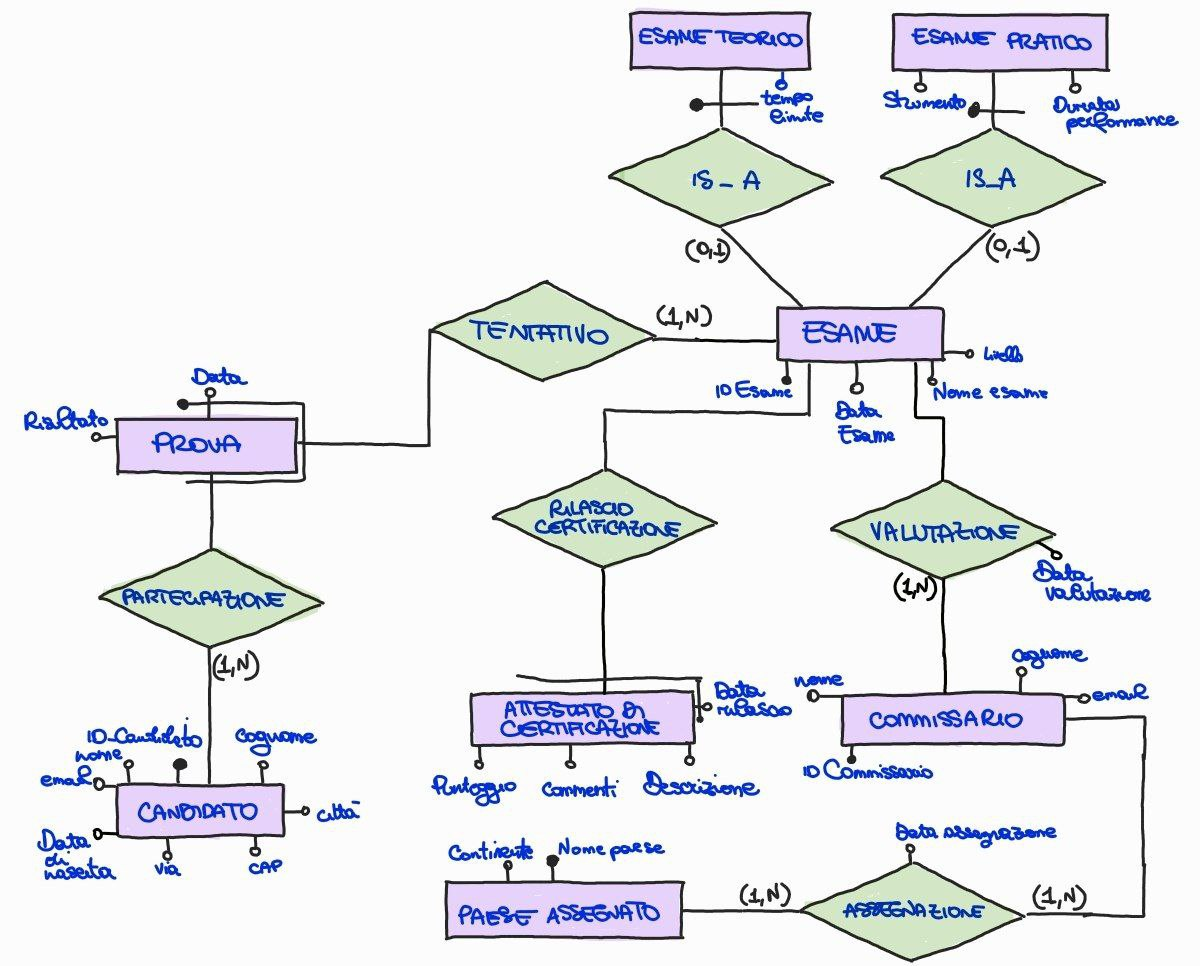 ESAME TEORICO
ESAME PRATICO
tempo
limite
Strumento
Durata
performance
IS_A
IS_A
(0,1)
(0,1)
TENTATIVO
(1,N)
ESAME
Livello
ID Esame
Data
Esame
Nome esame
Data
Risultato
PROVA
RILASCIO
CERTIFICAZIONE
VALUTAZIONE
Data
valutazione
(1,N)
PARTECIPAZIONE
(1,N)
ID_Candidato
nome
Cognome
email
CANDIDATO
città
Data
di
nascita
via
CAP
Data
rilascio
ATTESTATO DI
CERTIFICAZIONE
Punteggio
Commenti
Descrizione
nome
Cognome
email
COMMISSARIO
ID Commissario
Continente
Nome paese
PAESE ASSEGNATO
(1,N)
Data assegnazione
ASSEGNAZIONE
(1,N)